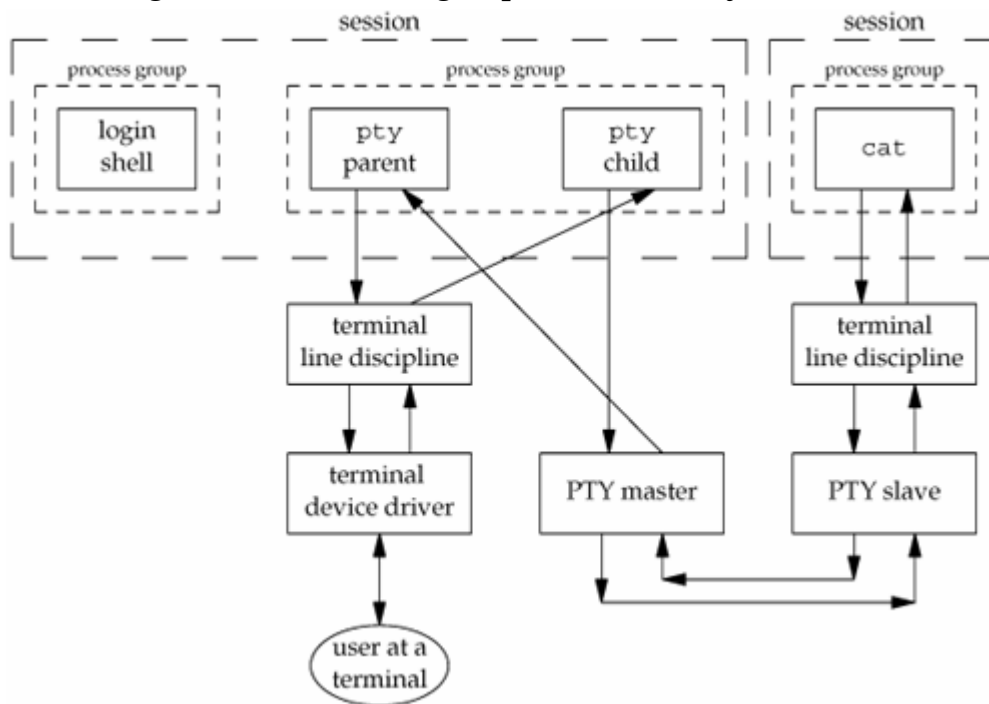 session
session
process group
process group
process group
login
shell
pty
parent
pty
child
cat
terminal
line discipline
terminal
line discipline
terminal
device driver
PTY master
PTY slave
user at a
terminal